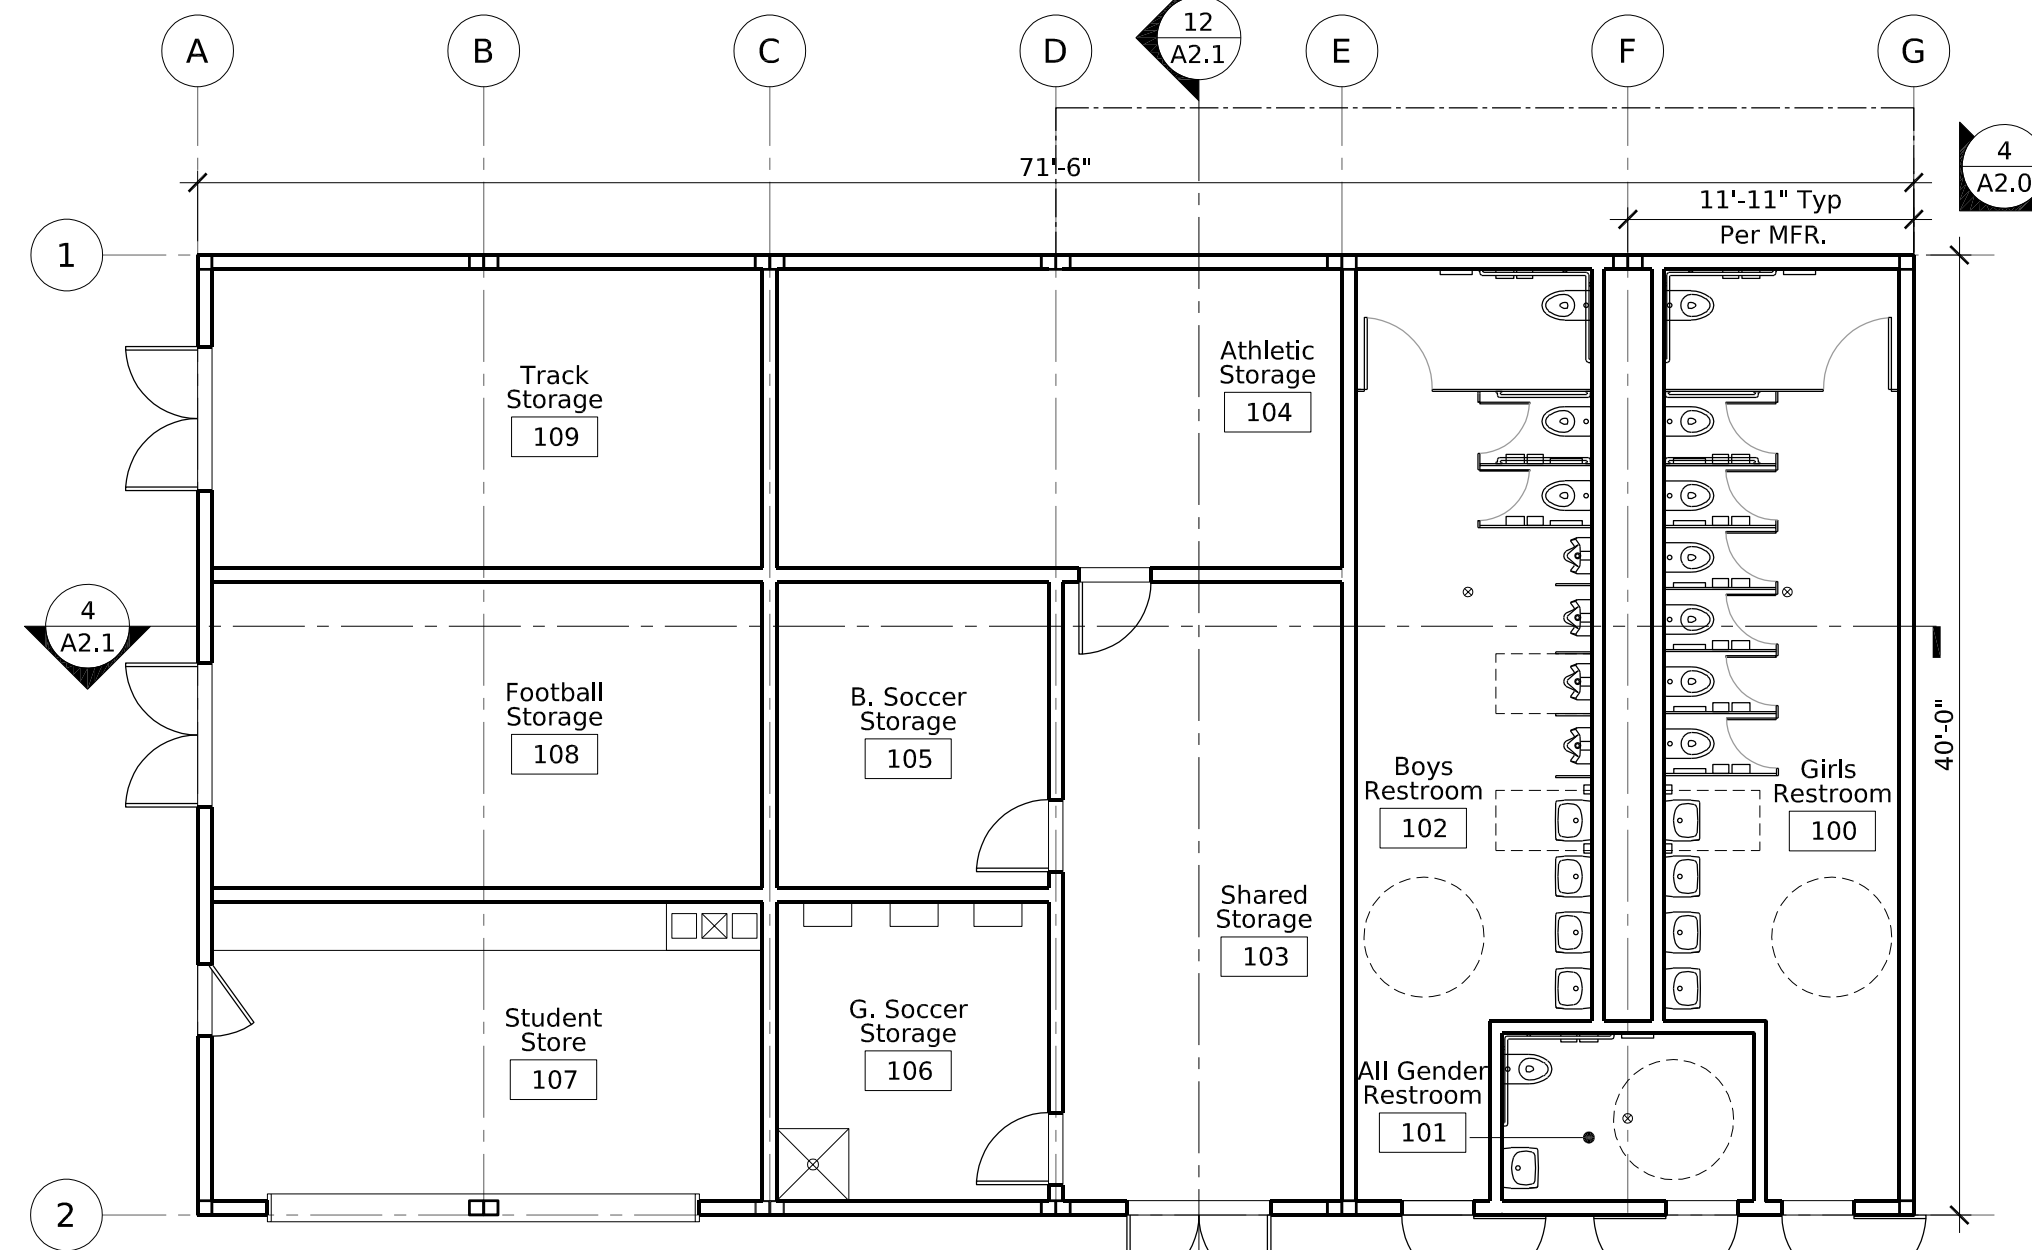 A
B
C
D
12
A2.1
E
F
G
4
A2.0
71'-6"
11'-11" Typ
Per MFR.
1
Track
Storage
109
Athletic
Storage
104
4
A2.1
Football
Storage
108
B. Soccer
Storage
105
Boys
Restroom
102
Girls
Restroom
100
40'-0"
Shared
Storage
103
Student
Store
107
G. Soccer
Storage
106
All Gender
Restroom
101
2